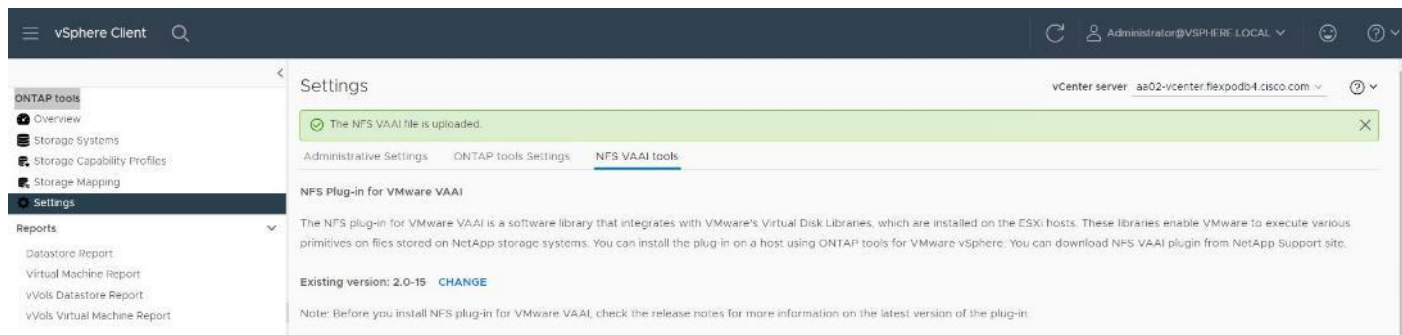 vSphere Client
Administrator@VSPHERE.LOCAL
ONTAP tools
Overview
Storage Systems
Storage Capability Profiles
Storage Mapping
Settings
Reports
Datastore Report
Virtual Machine Report
vVols Datastore Report
vVols Virtual Machine Report
Settings
vCenter server aa02-vcenter.flexpodb4.cisco.com
The NFS VAAI file is uploaded.
Administrative Settings ONTAP tools Settings NFS VAAI tools
NFS Plug-in for VMware VAAI
The NFS plug-in for VMware VAAI is a software library that integrates with VMware's Virtual Disk Libraries, which are installed on the ESXi hosts. These libraries enable VMware to execute various
primitives on files stored on NetApp storage systems. You can install the plug-in on a host using ONTAP tools for VMware vSphere. You can download NFS VAAI plugin from NetApp Support site.
Existing version: 2.0-15 CHANGE
Note: Before you install NFS plug-in for VMware VAAI, check the release notes for more information on the latest version of the plug-in.